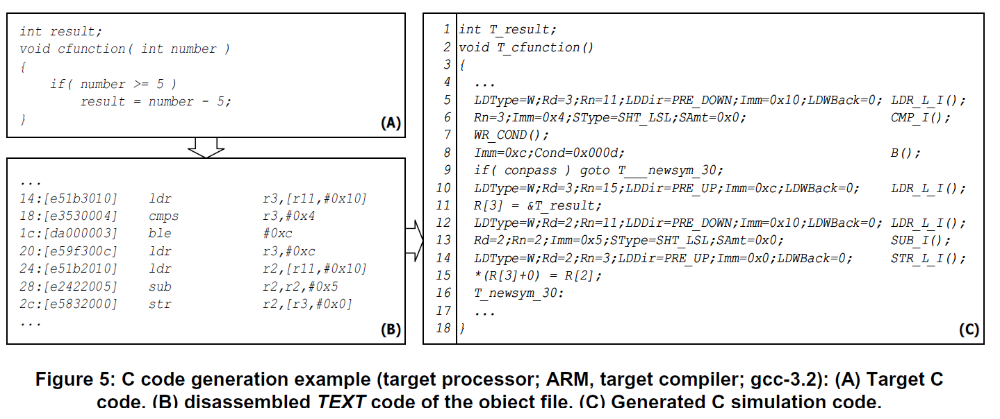 int result;
void cfunction( int number )
{
if( number >= 5 )
result = number - 5;
}
(A)
...
14:[e51b3010] ldr r3,[r11,#0x10]
18:[e3530004] cmps r3,#0x4
1c:[da000003] ble #0xc
20:[e59f300c] ldr r3,#0xc
24:[e51b2010] ldr r2,[r11,#0x10]
28:[e2422005] sub r2,r2,#0x5
2c:[e5832000] str r2,[r3,#0x0]
...
(B)
1 int T_result;
2 void T_cfunction()
3 {
4 ...
5 LDType=W;Rd=3;Rn=11;LDDir=PRE_DOWN;Imm=0x10;LDWBack=0; LDR_L_I();
6 Rn=3;Imm=0x4;SType=SHT_LSL;SAmt=0x0; CMP_I();
7 WR_COND();
8 Imm=0xc;Cond=0x000d; B();
9 if( conpass ) goto T___newsym_30;
10 LDType=W;Rd=3;Rn=15;LDDir=PRE_UP;Imm=0xc;LDWBack=0; LDR_L_I();
11 R[3] = &T_result;
12 LDType=W;Rd=2;Rn=11;LDDir=PRE_DOWN;Imm=0x10;LDWBack=0; LDR_L_I();
13 Rd=2;Rn=2;Imm=0x5;SType=SHT_LSL;SAmt=0x0; SUB_I();
14 LDType=W;Rd=2;Rn=3;LDDir=PRE_UP;Imm=0x0;LDWBack=0; STR_L_I();
15 *(R[3]+0) = R[2];
16 T_newsym_30:
17 ...
18 }
(C)
Figure 5: C code generation example (target processor; ARM, target compiler; gcc-3.2): (A) Target C
code. (B) disassembled TEXT code of the object file. (C) Generated C simulation code.